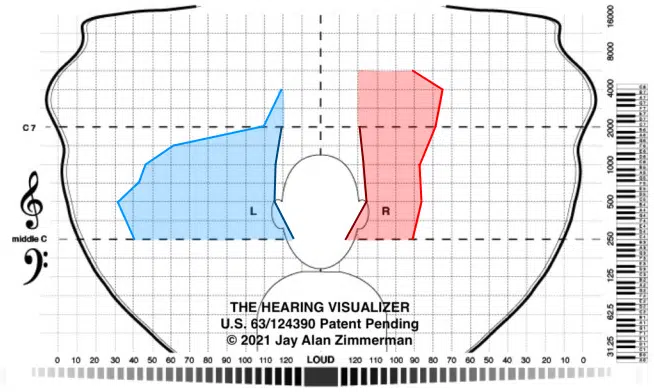 16000
8000
4000
C 7
2000
1000
L
R
500
middle C
250
125
62.5
31.25
THE HEARING VISUALIZER
U.S. 63/124390 Patent Pending
© 2021 Jay Alan Zimmerman
0 10 20 30 40 50 60 70 80 90 100 110 120 LOUD 120 110 100 90 80 70 60 50 40 30 20 10 0